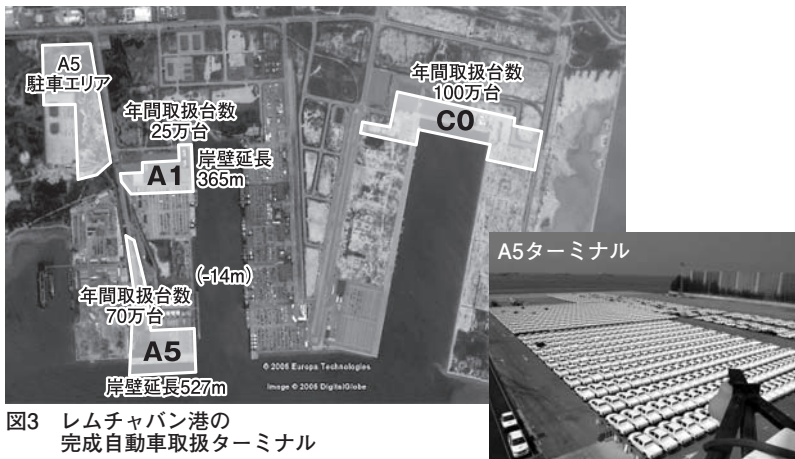 A5
駐車エリア
年間取扱台数
25万台
A1
岸壁延長
365m
年間取扱台数
100万台
C0
(-14m)
年間取扱台数
70万台
A5
岸壁延長527m
© 2006 Europa Technologies
Image © 2006 DigitalGlobe
A5ターミナル
図3 レムチャバン港の
完成自動車取扱ターミナル